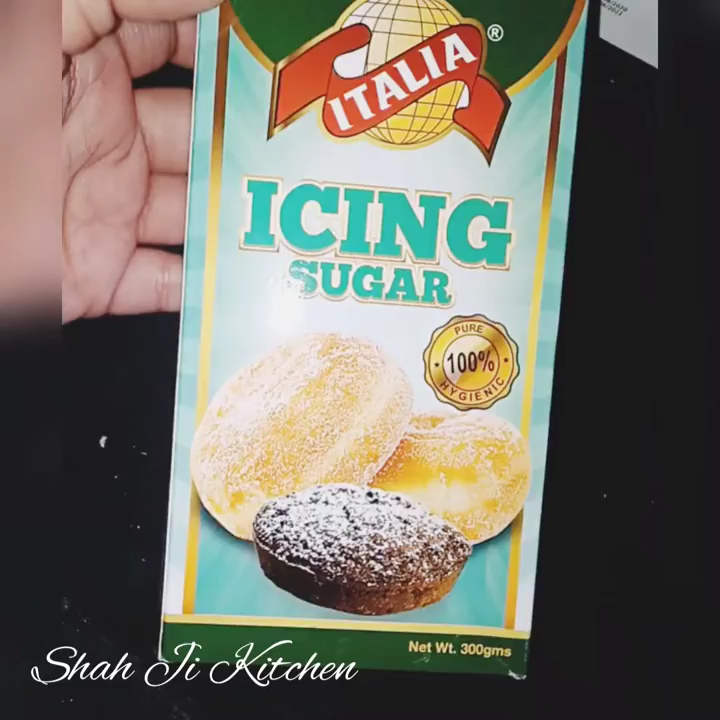 ITALIA ®
ICING
SUGAR
PURE
100%
HYGIENIC
Net Wt. 300gms
Shah Ji Kitchen